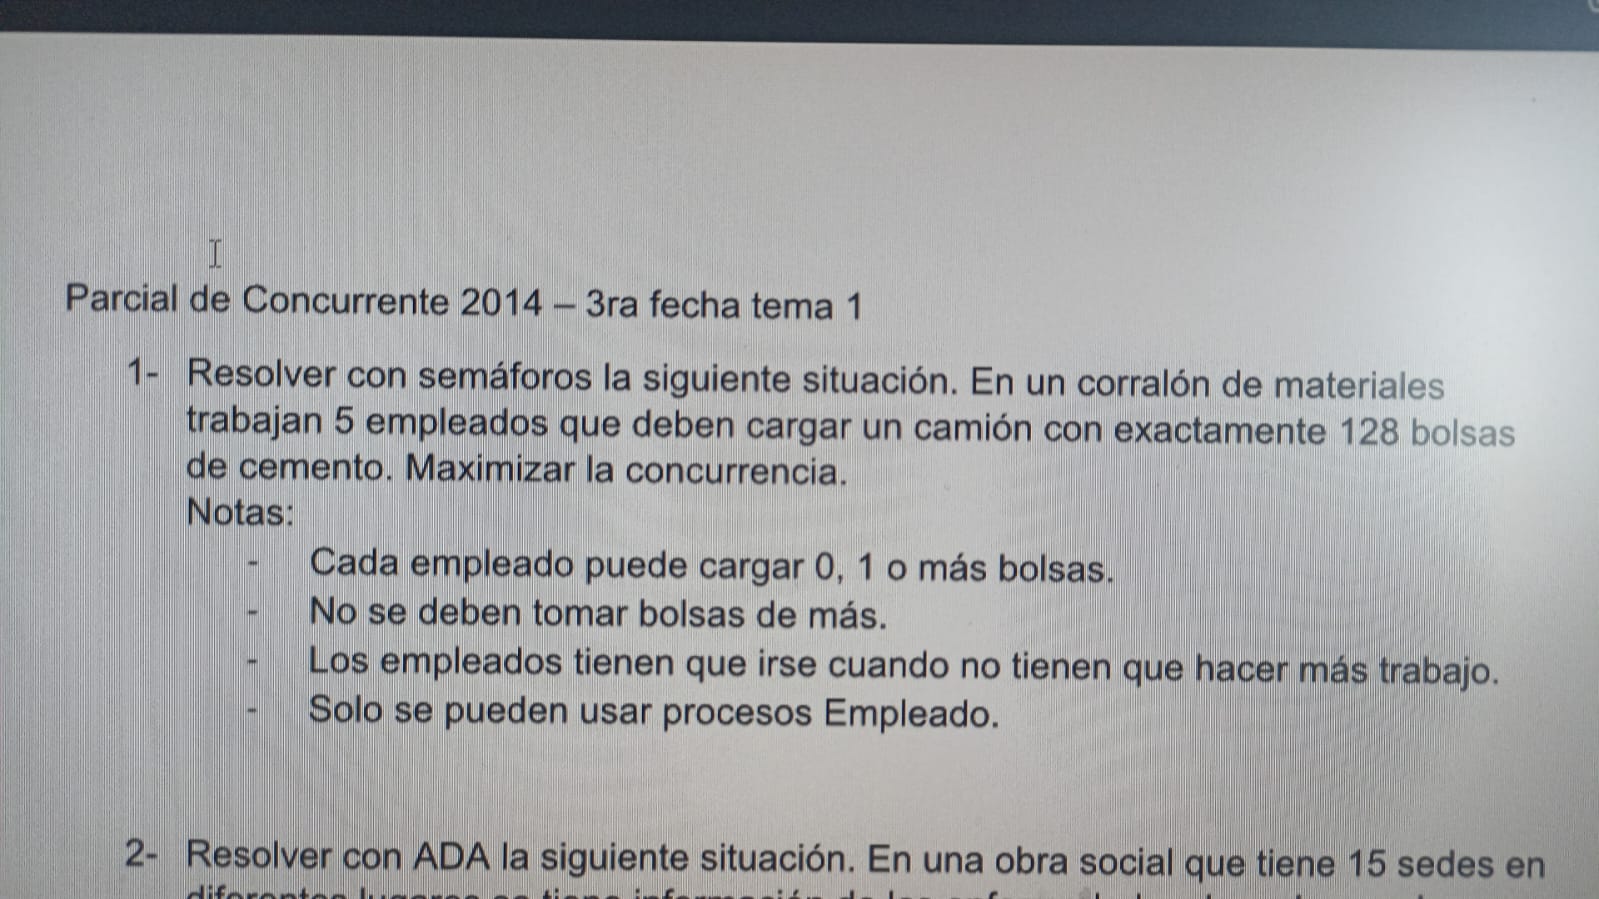 Parcial de Concurrente 2014 – 3ra fecha tema 1
1- Resolver con semáforos la siguiente situación. En un corralón de materiales
trabajan 5 empleados que deben cargar un camión con exactamente 128 bolsas
de cemento. Maximizar la concurrencia.
Notas:
- Cada empleado puede cargar 0, 1 o más bolsas.
- No se deben tomar bolsas de más.
- Los empleados tienen que irse cuando no tienen que hacer más trabajo.
- Solo se pueden usar procesos Empleado.
2- Resolver con ADA la siguiente situación. En una obra social que tiene 15 sedes en